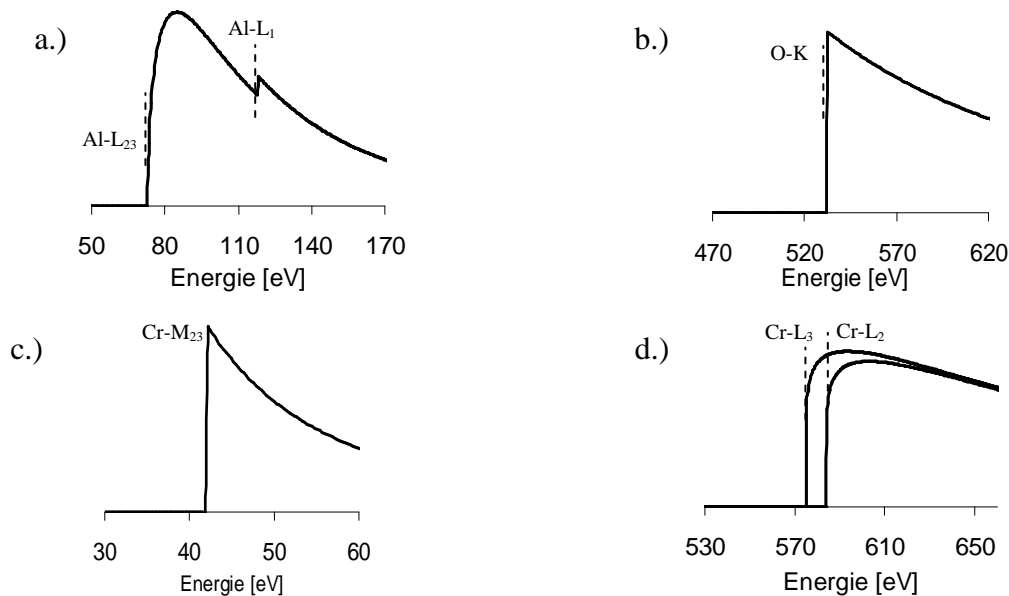 a.)
Al-L₁
Al-L₂₃
50 80 110 140 170
Energie [eV]
b.)
O-K
470 520 570 620
Energie [eV]
c.)
Cr-M₂₃
30 40 50 60
Energie [eV]
d.)
Cr-L₃ Cr-L₂
530 570 610 650
Energie [eV]